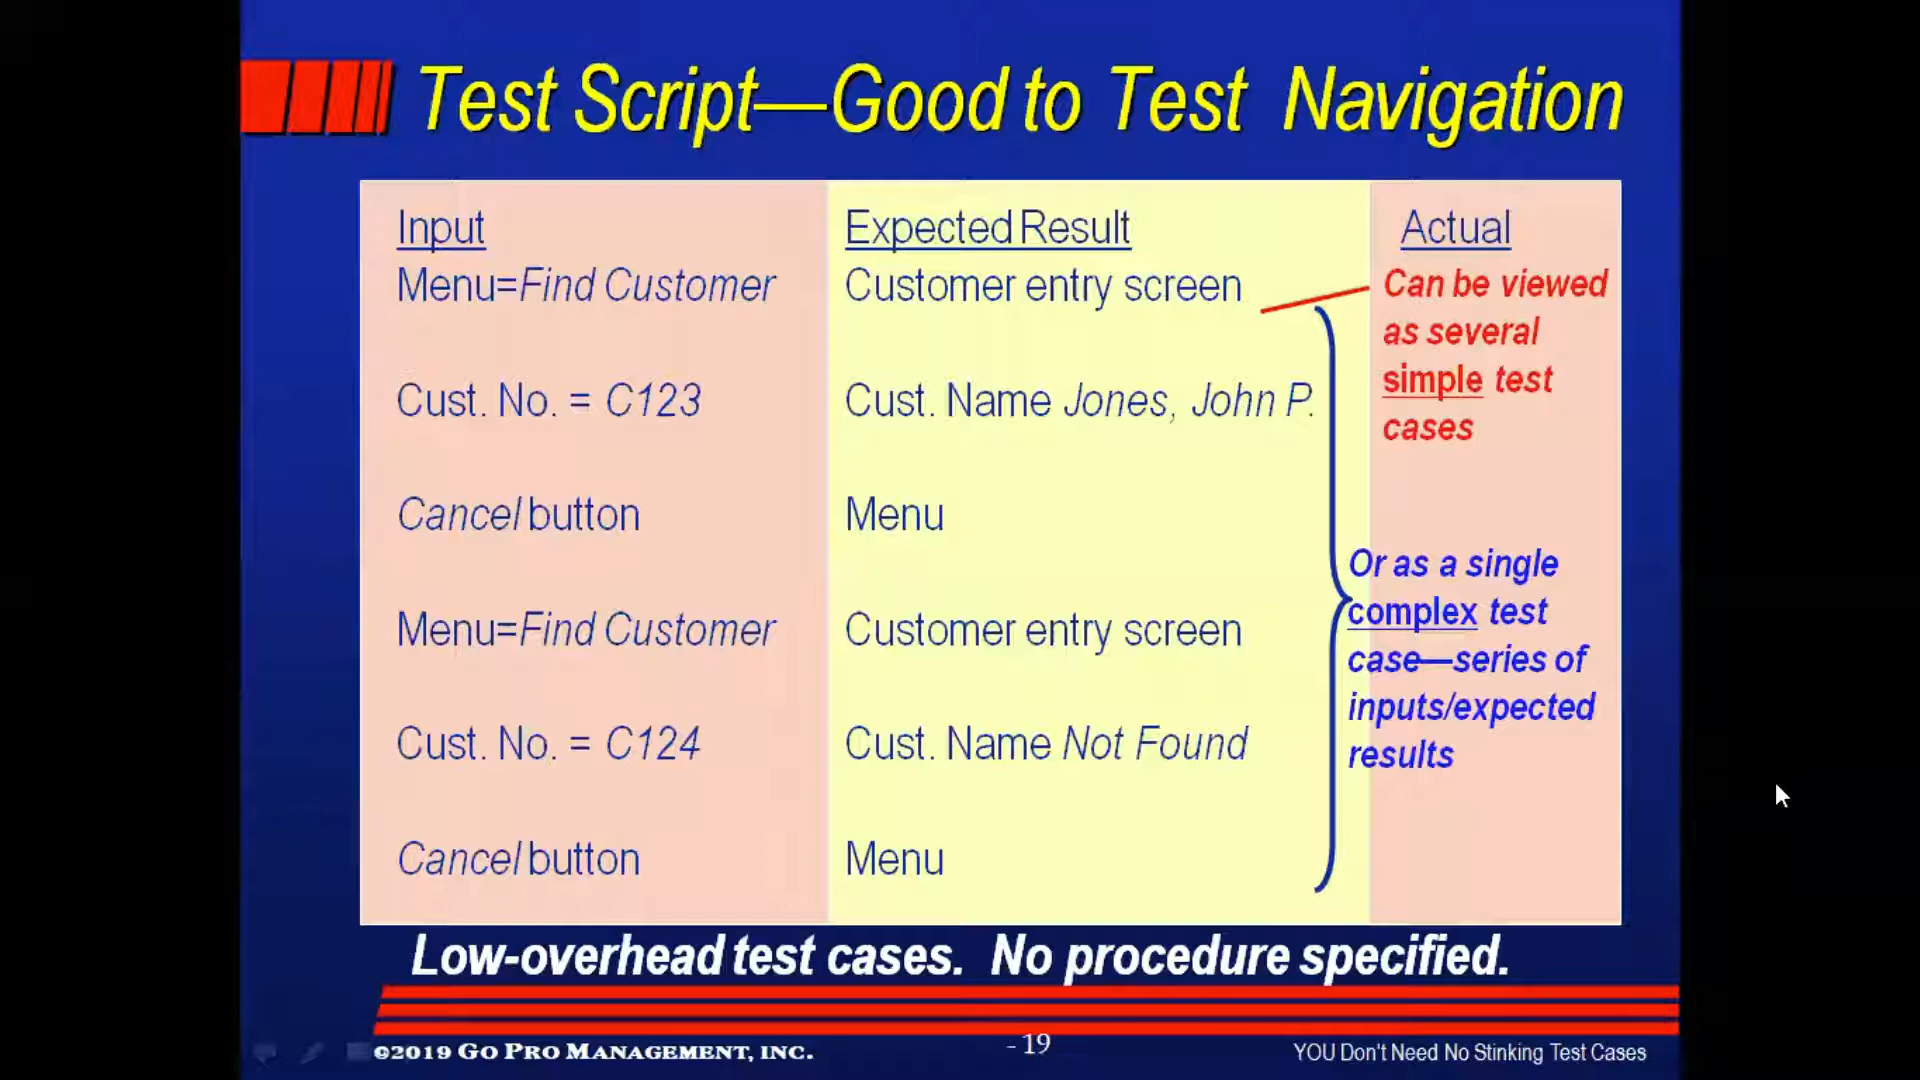 Test Script—Good to Test Navigation
Input Expected Result Actual
Menu=Find Customer Customer entry screen
Cust. No. = C123 Cust. Name Jones, John P.
Cancel button Menu
Menu=Find Customer Customer entry screen
Cust. No. = C124 Cust. Name Not Found
Cancel button Menu
Can be viewed
as several
simple test
cases
Or as a single
complex test
case—series of
inputs/expected
results
Low-overhead test cases. No procedure specified.
©2019 GO PRO MANAGEMENT, INC.
- 19
YOU Don't Need No Stinking Test Cases